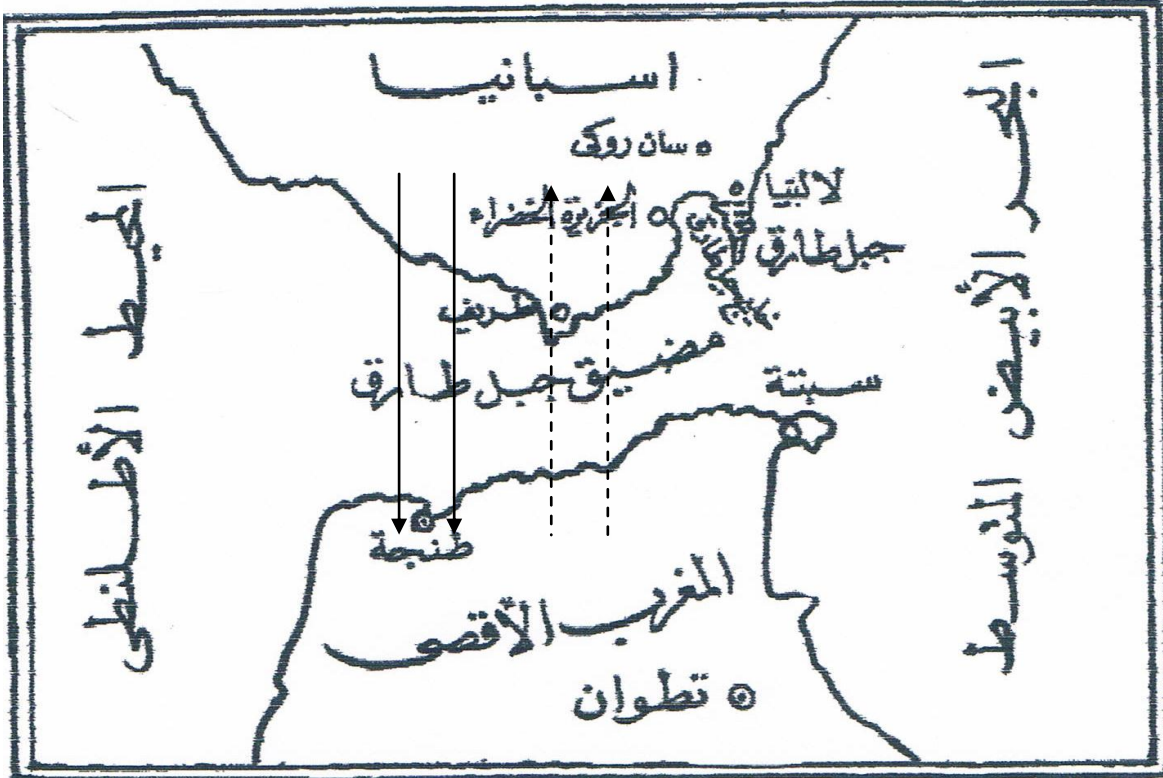 اسبانيا
سان روكى
لالنيا
الجزيرة الخضراء
جبل طارق
طريف
مضيق جبل طارق
سبتة
طنجة
المغرب الأقصى
تطوان
البحر الأبيض المتوسط
المحيط الأطلنطى